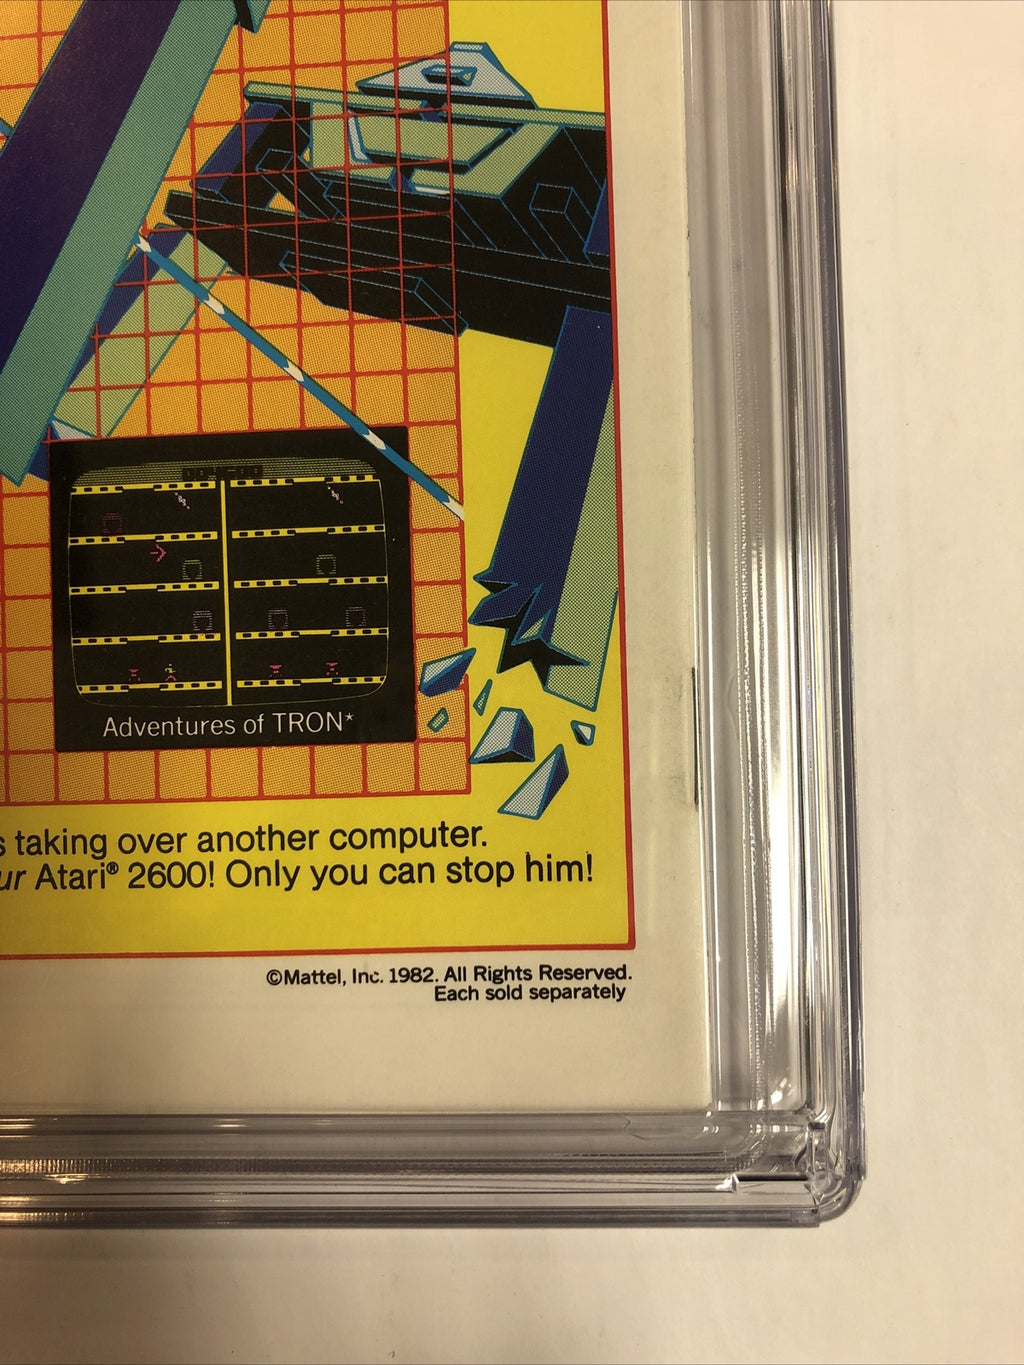 Adventures of TRON*
s taking over another computer.
ur Atari® 2600! Only you can stop him!
©Mattel, Inc. 1982. All Rights Reserved.
Each sold separately